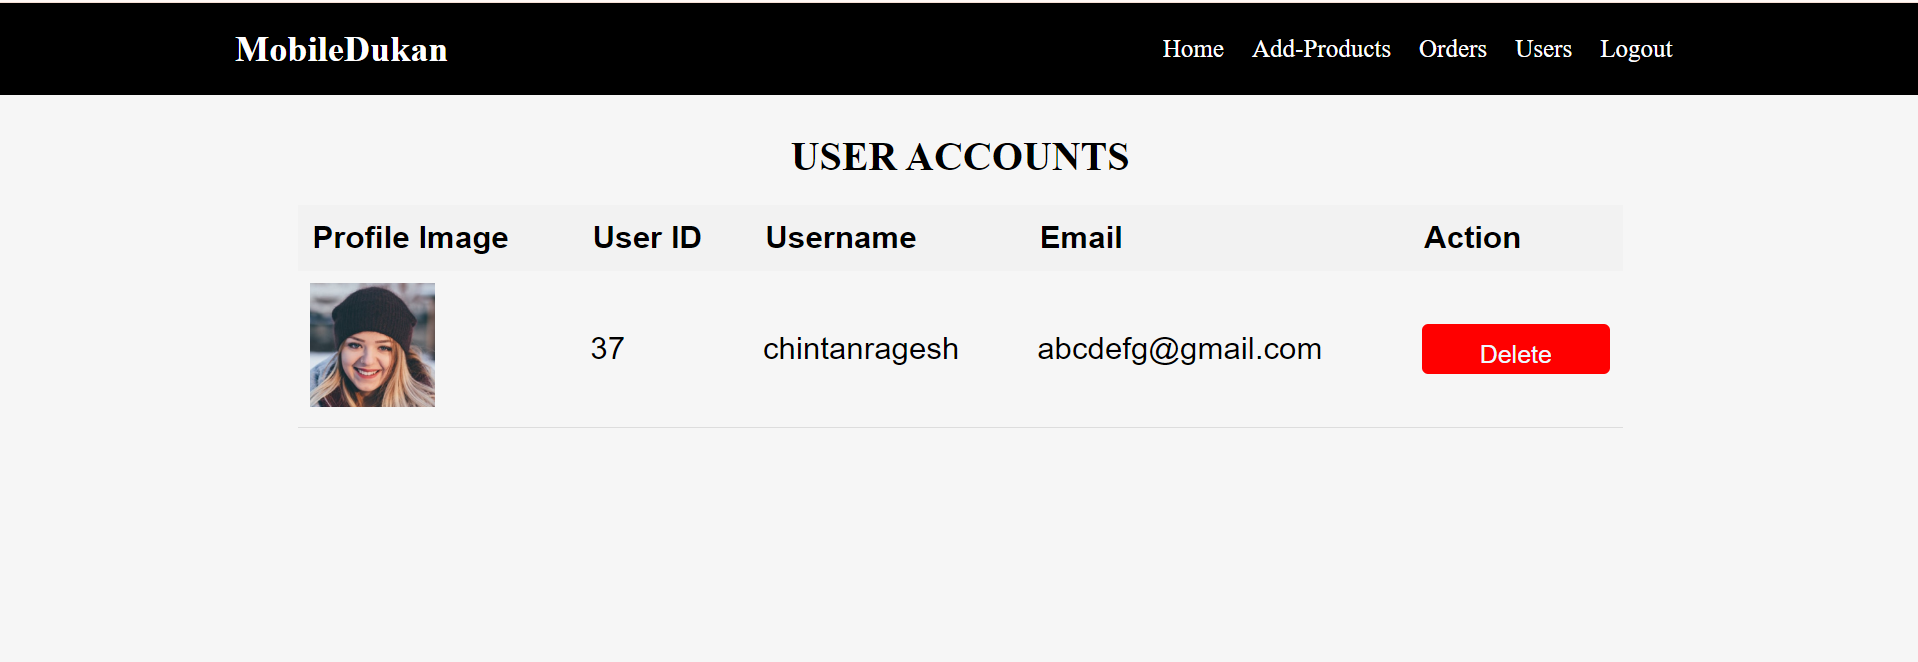 MobileDukan Home Add-Products Orders Users Logout
USER ACCOUNTS
Profile Image User ID Username Email Action
37 chintanragesh abcdefg@gmail.com Delete